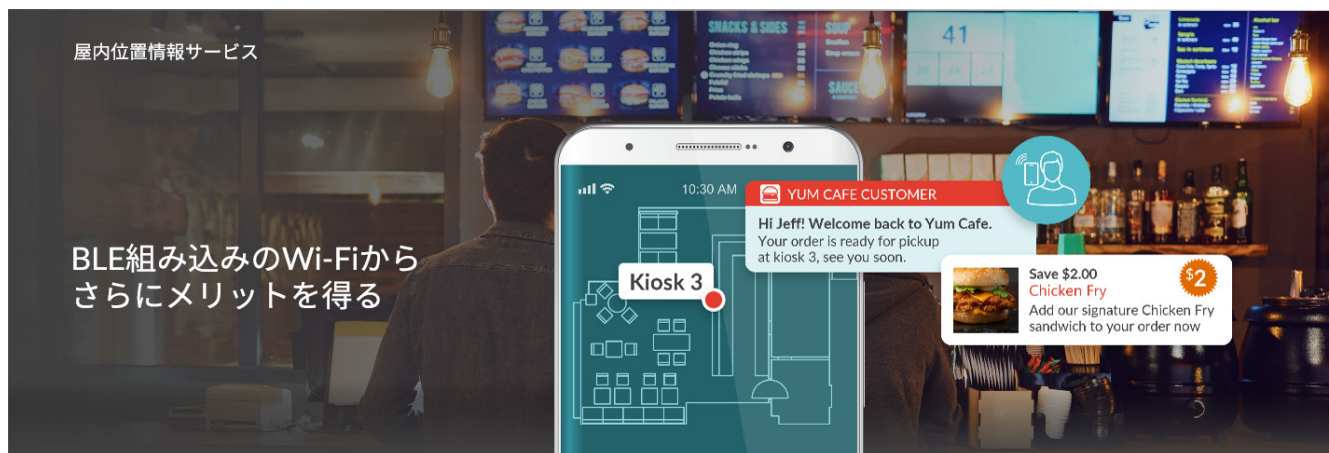 屋内位置情報サービス
BLE組み込みのWi-Fiから
さらにメリットを得る
SNACKS & SIDES
SOUP
41
10:30 AM
YUM CAFE CUSTOMER
Hi Jeff! Welcome back to Yum Cafe.
Your order is ready for pickup
at kiosk 3, see you soon.
Kiosk 3
Save $2.00
Chicken Fry
Add our signature Chicken Fry
sandwich to your order now
$2